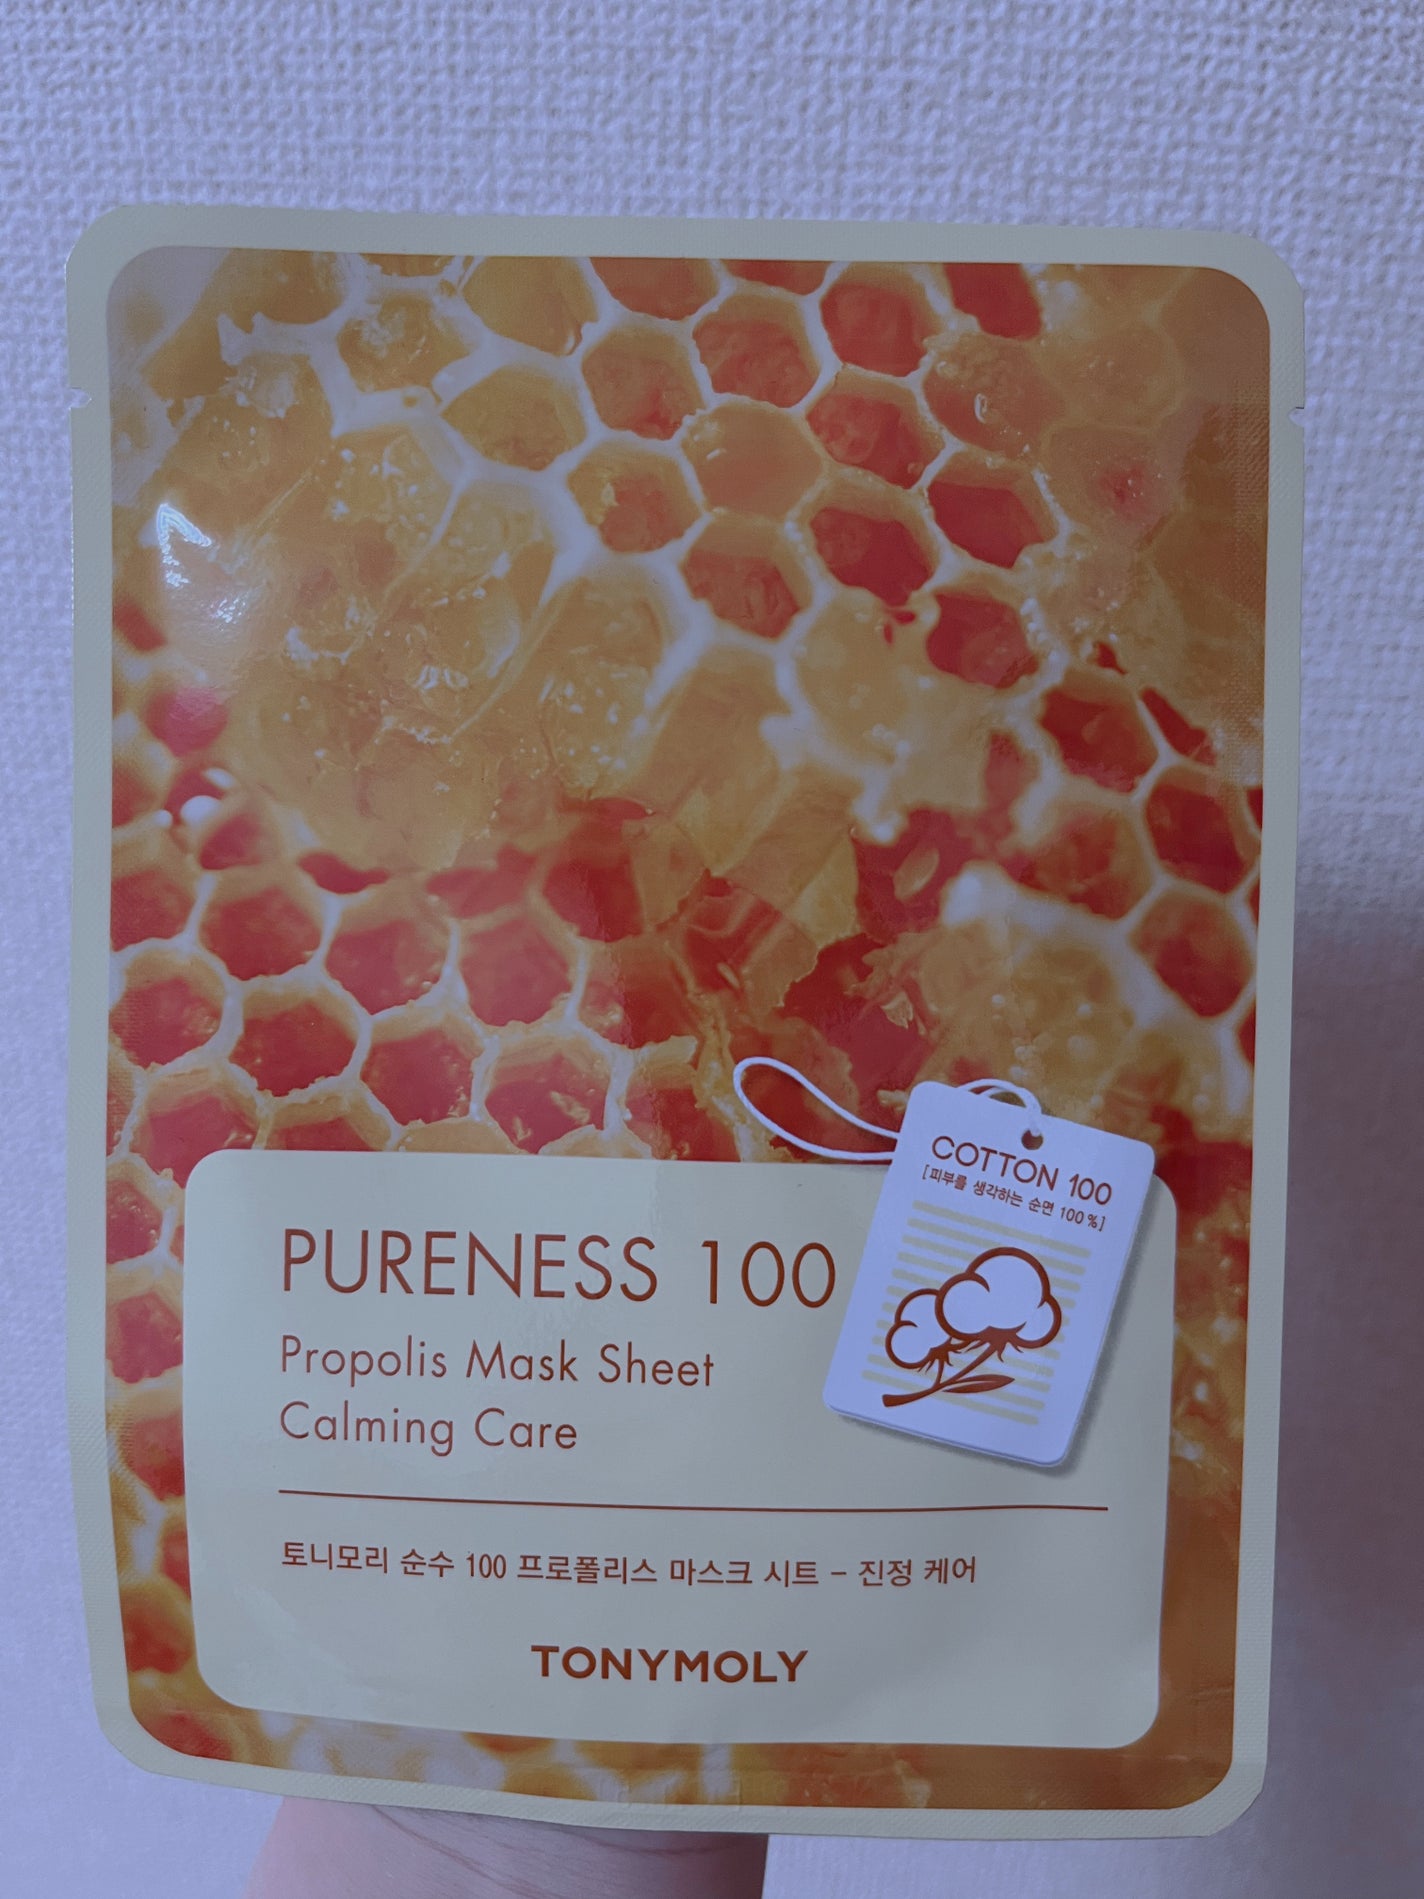 COTTON 100
[피부를 생각하는 순면 100%]
PURENESS 100
Propolis Mask Sheet
Calming Care
토니모리 순수 100 프로폴리스 마스크 시트 - 진정 케어
TONYMOLY